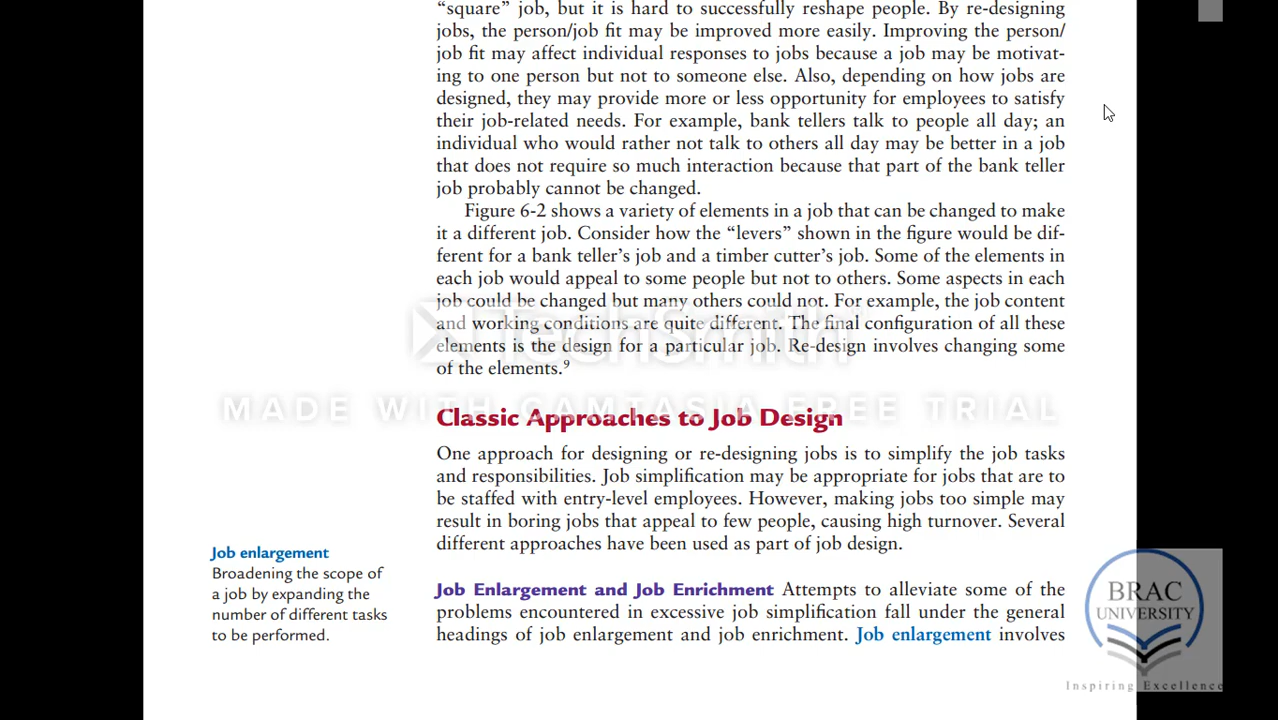 “square” job, but it is hard to successfully reshape people. By re-designing
jobs, the person/job fit may be improved more easily. Improving the person/
job fit may affect individual responses to jobs because a job may be motivat-
ing to one person but not to someone else. Also, depending on how jobs are
designed, they may provide more or less opportunity for employees to satisfy
their job-related needs. For example, bank tellers talk to people all day; an
individual who would rather not talk to others all day may be better in a job
that does not require so much interaction because that part of the bank teller
job probably cannot be changed.
Figure 6-2 shows a variety of elements in a job that can be changed to make
it a different job. Consider how the “levers” shown in the figure would be dif-
ferent for a bank teller’s job and a timber cutter’s job. Some of the elements in
each job would appeal to some people but not to others. Some aspects in each
job could be changed but many others could not. For example, the job content
and working conditions are quite different. The final configuration of all these
elements is the design for a particular job. Re-design involves changing some
of the elements.⁹
TechSmith
MADE WITH CAMTASIA FREE TRIAL
Classic Approaches to Job Design
One approach for designing or re-designing jobs is to simplify the job tasks
and responsibilities. Job simplification may be appropriate for jobs that are to
be staffed with entry-level employees. However, making jobs too simple may
result in boring jobs that appeal to few people, causing high turnover. Several
different approaches have been used as part of job design.
Job enlargement
Broadening the scope of
a job by expanding the
number of different tasks
to be performed.
Job Enlargement and Job Enrichment Attempts to alleviate some of the
problems encountered in excessive job simplification fall under the general
headings of job enlargement and job enrichment. Job enlargement involves
BRAC
UNIVERSITY
Inspiring Excellence